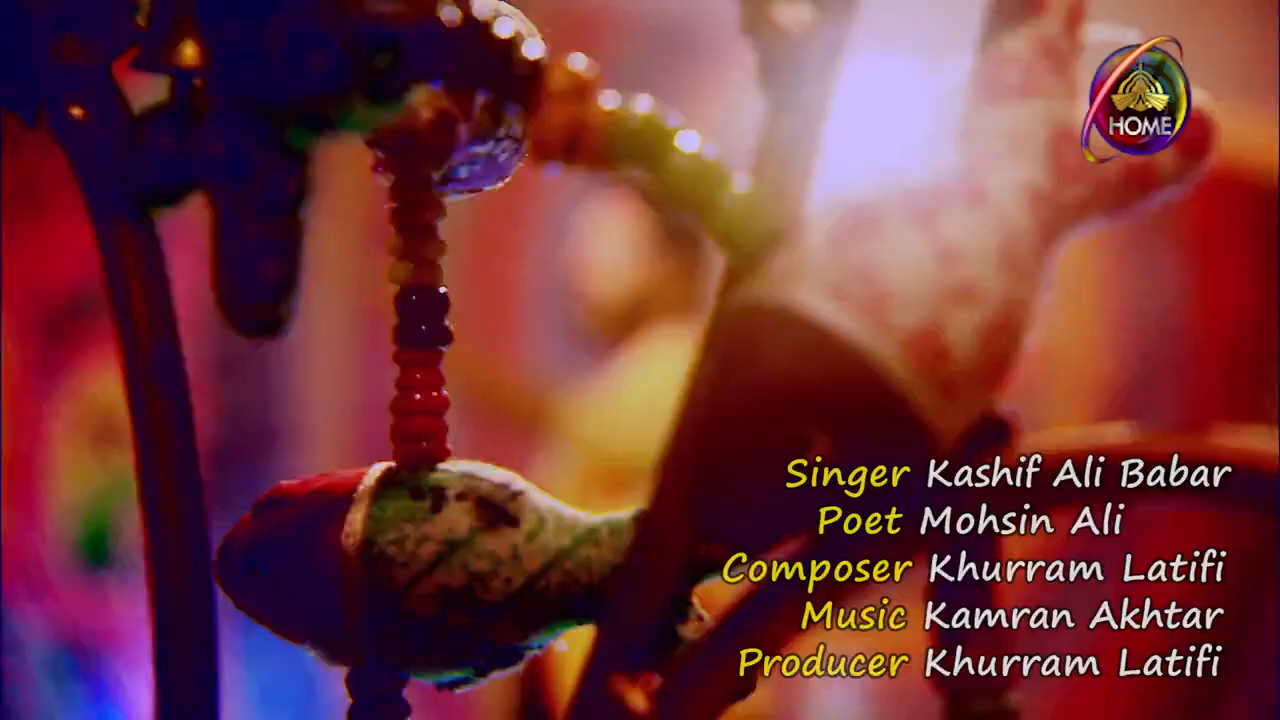 HOME
Singer Kashif Ali Babar
Poet Mohsin Ali
Composer Khurram Latifi
Music Kamran Akhtar
Producer Khurram Latifi